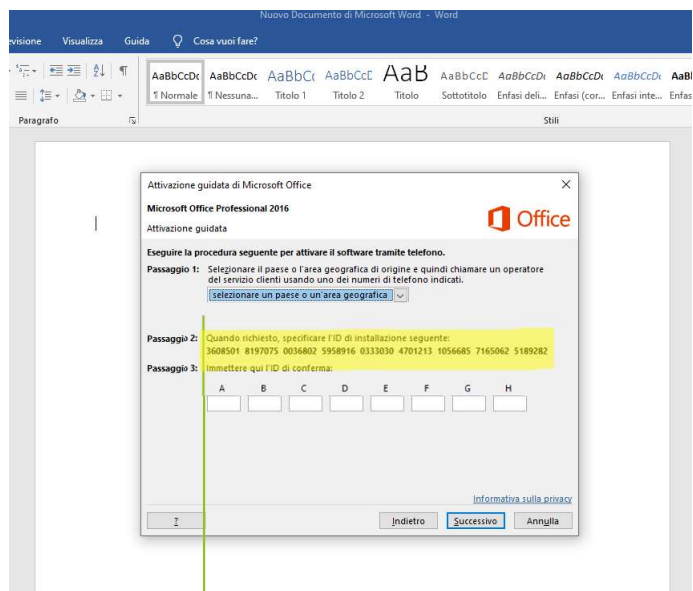 Nuovo Documento di Microsoft Word - Word
Visualizza Guida Cosa vuoi fare?
AaBbCcDc AaBbCcDc AaBbCc AaBbCcD AaB AaBbCcD AaBbCcDc AaBbCcDc AaBbCcDc
¶ Normale ¶ Nessuna... Titolo 1 Titolo 2 Titolo Sottotitolo Enfasi deli... Enfasi (cor... Enfasi inte...
Paragrafo Stili
Attivazione guidata di Microsoft Office
Microsoft Office Professional 2016
Office
Attivazione guidata
Eseguire la procedura seguente per attivare il software tramite telefono.
Passaggio 1: Selezionare il paese o l'area geografica di origine e quindi chiamare un operatore
del servizio clienti usando uno dei numeri di telefono indicati.
selezionare un paese o un'area geografica
Passaggio 2: Quando richiesto, specificare l'ID di installazione seguente:
3608501 8197075 0036802 5958916 0333030 4701213 1056685 7165062 5189282
Passaggio 3: Immettere qui l'ID di conferma:
A B C D E F G H
Informativa sulla privacy
? Indietro Successivo Annulla